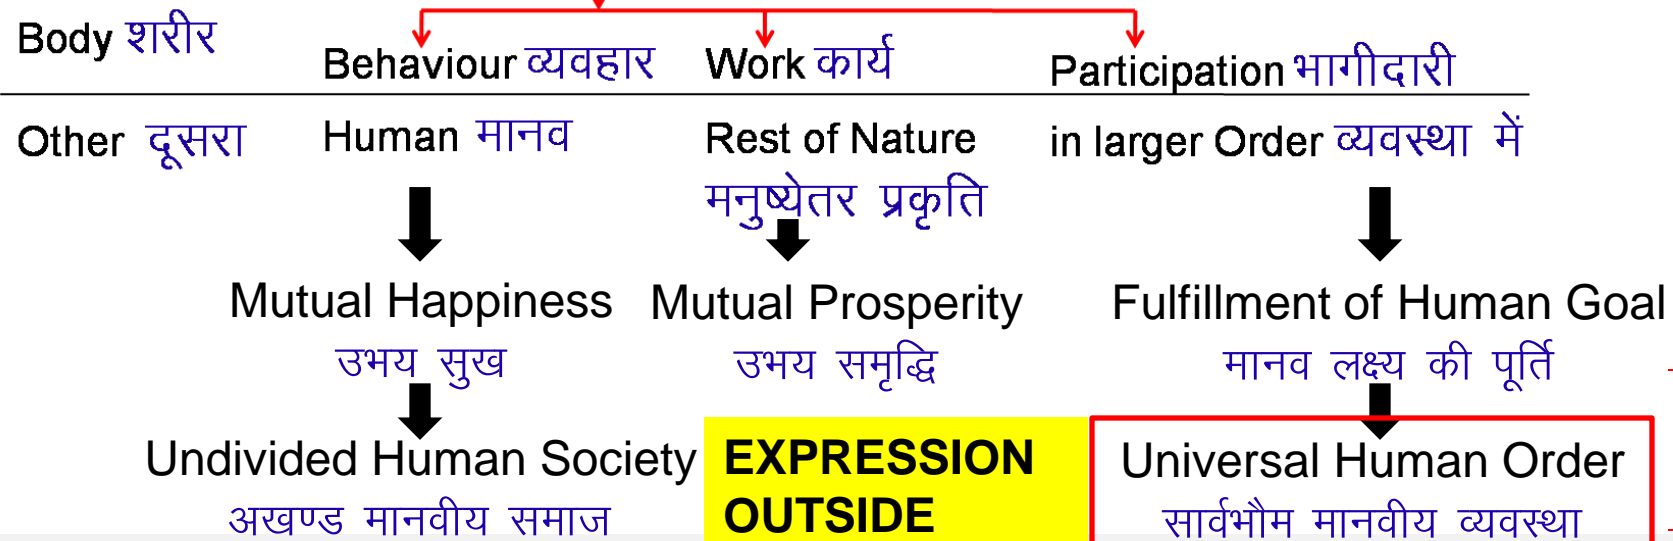 Body शरीर Behaviour व्यवहार Work कार्य Participation भागीदारी
Other दूसरा Human मानव Rest of Nature in larger Order व्यवस्था में
मनुष्येतर प्रकृति
Mutual Happiness Mutual Prosperity Fulfillment of Human Goal
उभय सुख उभय समृद्धि मानव लक्ष्य की पूर्ति
Undivided Human Society EXPRESSION Universal Human Order
अखण्ड मानवीय समाज OUTSIDE सार्वभौम मानवीय व्यवस्था